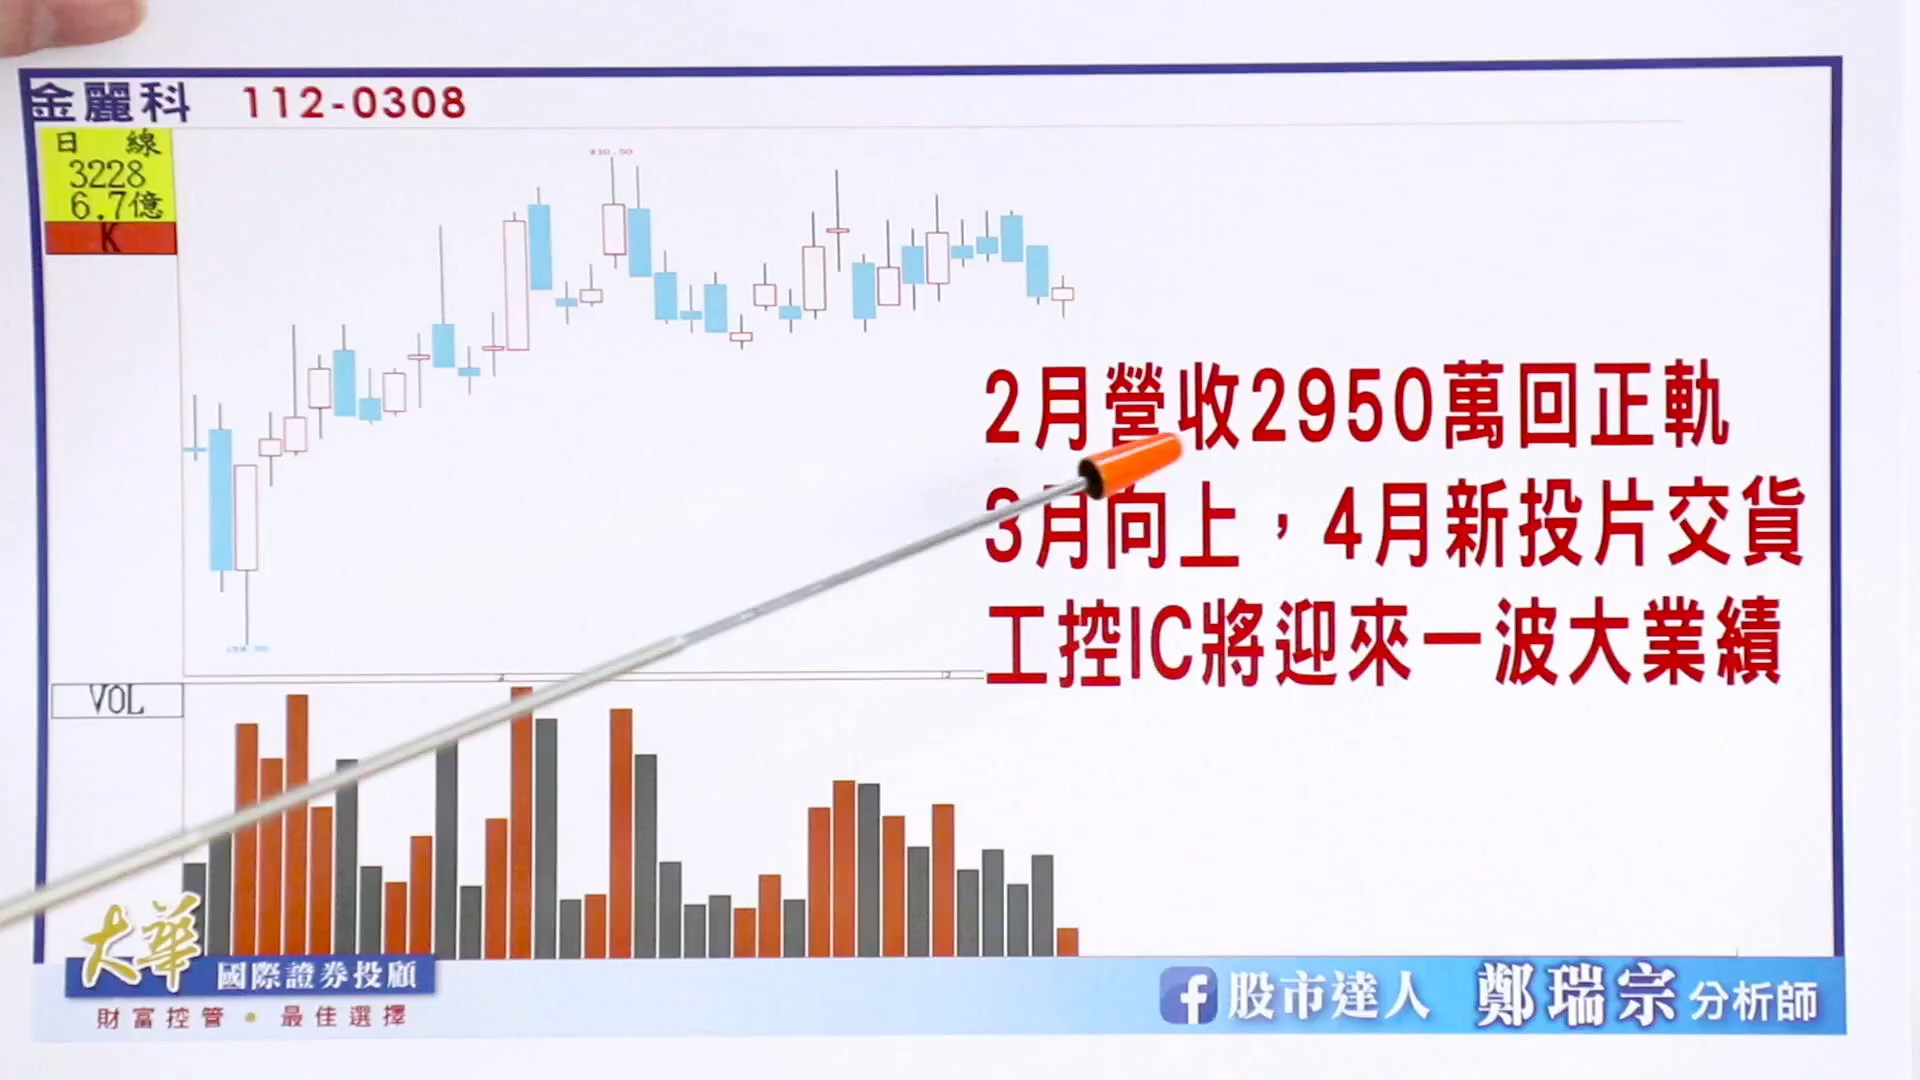 金麗科 112-0308
日 線
3228
6.7億
K
2月營收2950萬回正軌
3月向上，4月新投片交貨
工控IC將迎來一波大業績
VOL
大華
國際證券投顧
財富控管•最佳選擇
股市達人 鄭瑞宗 分析師